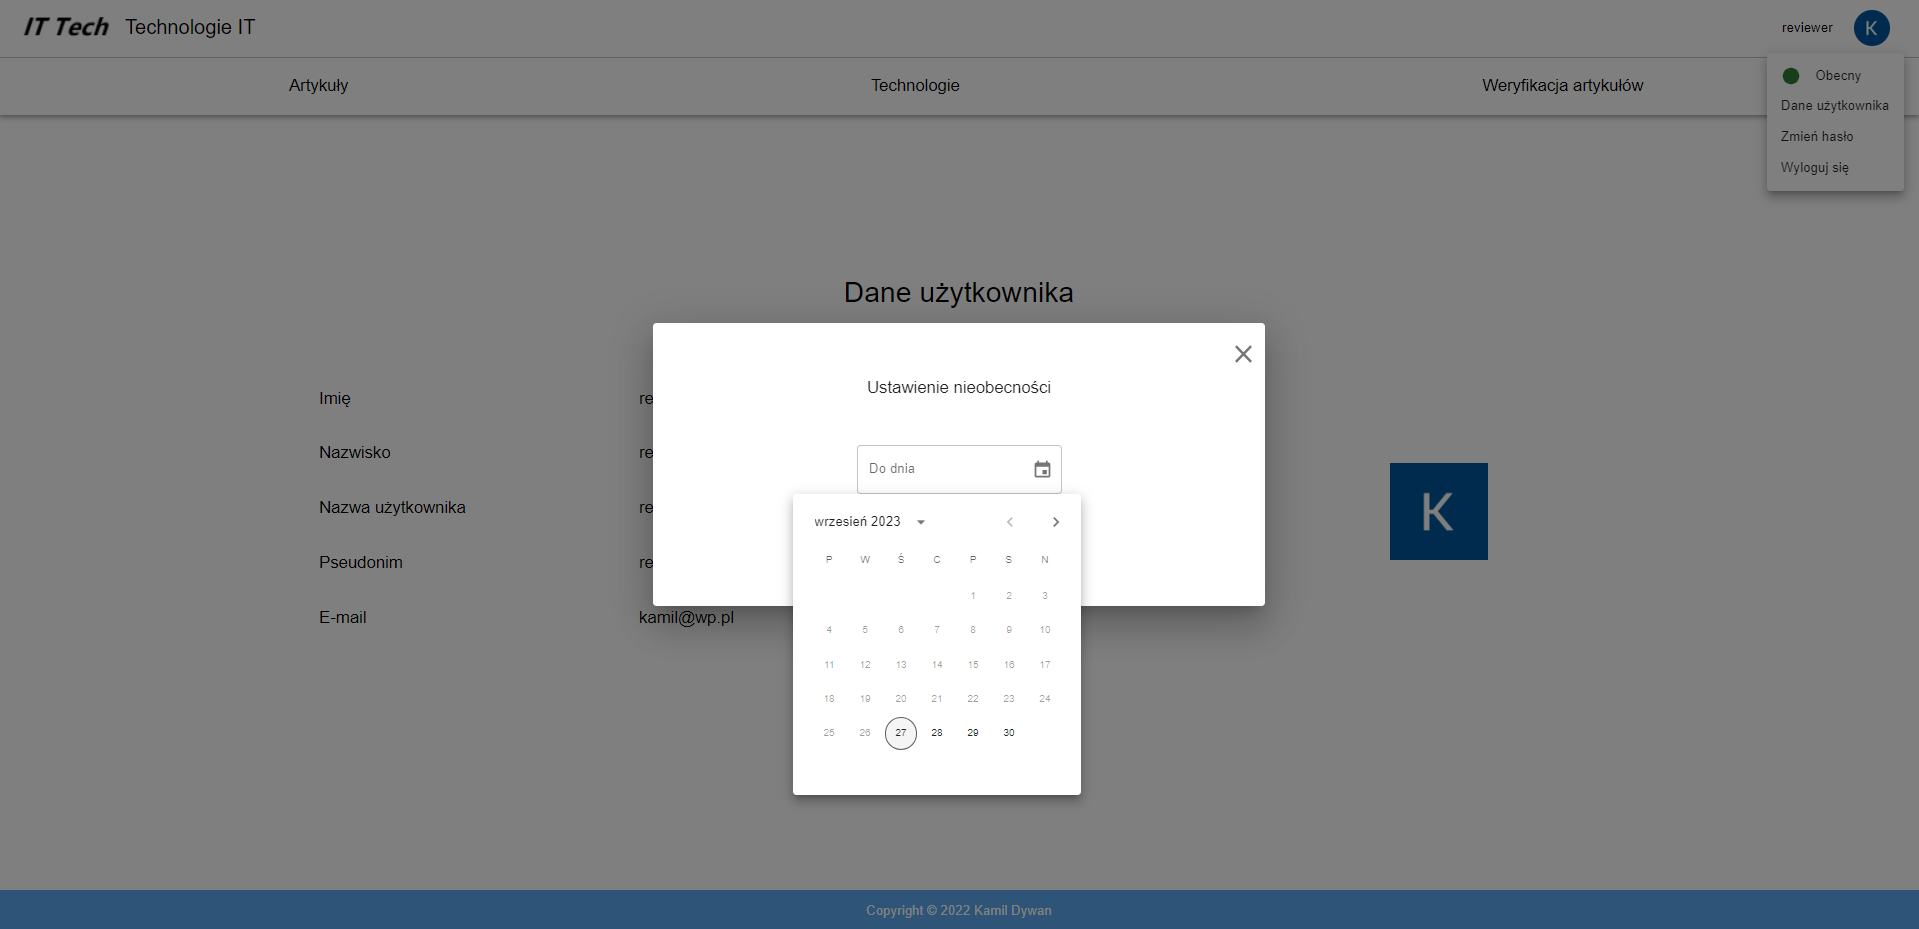 IT Tech Technologie IT reviewer K
Artykuły Technologie Weryfikacja artykułów
Obecny
Dane użytkownika
Zmień hasło
Wyloguj się
Dane użytkownika
Ustawienie nieobecności
Imię re
Nazwisko re
Nazwa użytkownika re
Pseudonim re
E-mail kamil@wp.pl
K
Do dnia
wrzesień 2023
P W Ś C P S N
1 2 3
4 5 6 7 8 9 10
11 12 13 14 15 16 17
18 19 20 21 22 23 24
25 26 27 28 29 30
Copyright © 2022 Kamil Dywan